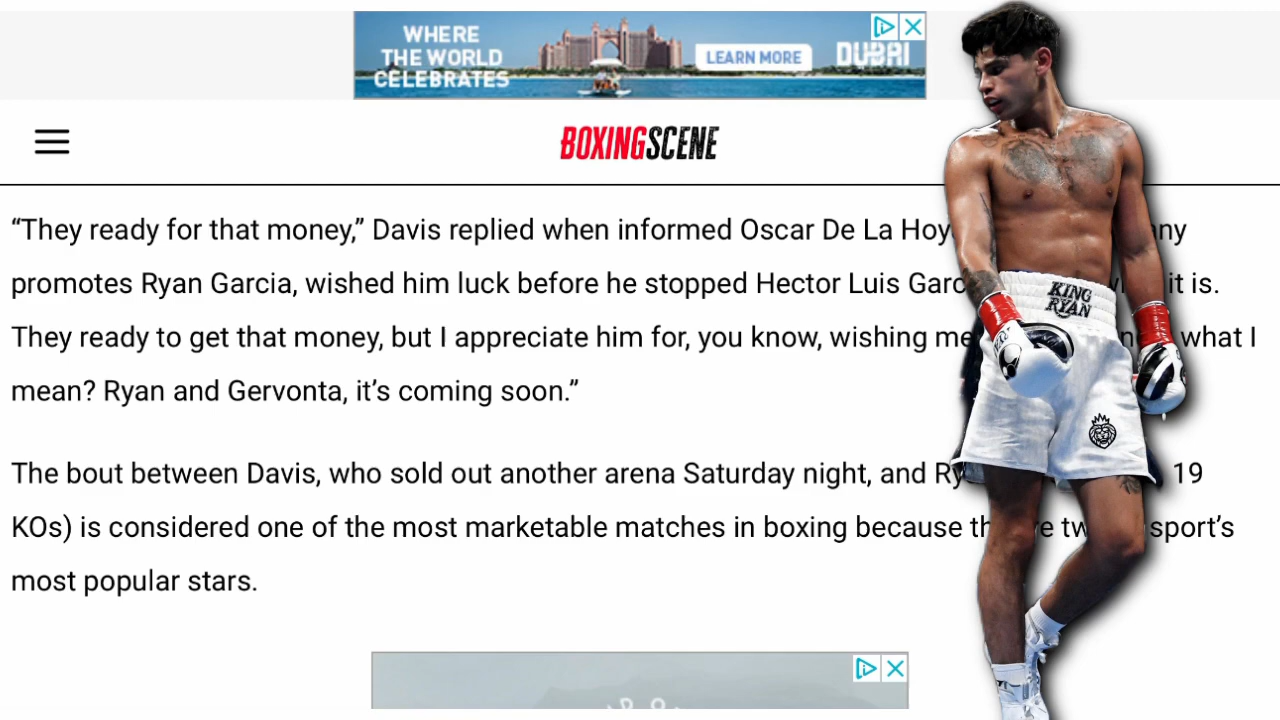 WHERE
THE WORLD
CELEBRATES
LEARN MORE
DUBAI
BOXINGSCENE
“They ready for that money,” Davis replied when informed Oscar De La
promotes Ryan Garcia, wished him luck before he stopped Hector Luis it is.
They ready to get that money, but I appreciate him for, you know, wishing me what I
mean? Ryan and Gervonta, it’s coming soon.”
The bout between Davis, who sold out another arena Saturday night, and 19
KOs) is considered one of the most marketable matches in boxing because sport’s
most popular stars.
KING
RYAN